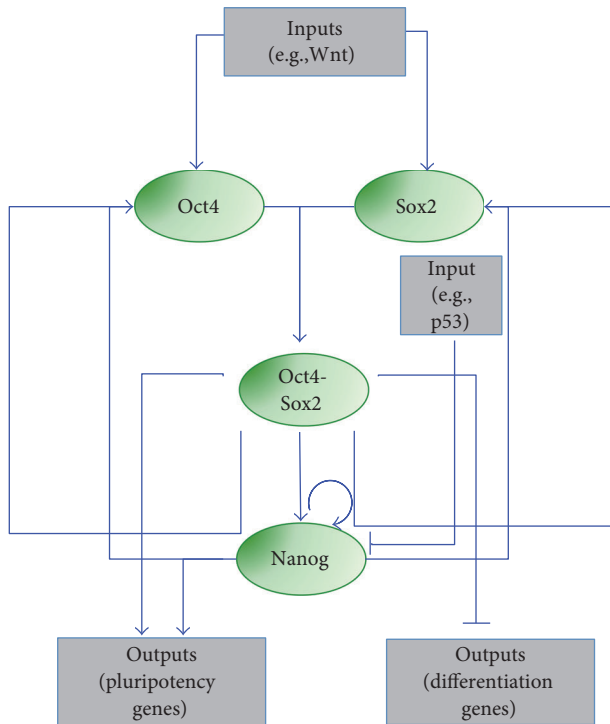 Inputs
(e.g.,Wnt)
Oct4
Sox2
Input
(e.g.,
p53)
Oct4-
Sox2
Nanog
Outputs
(pluripotency
genes)
Outputs
(differentiation
genes)